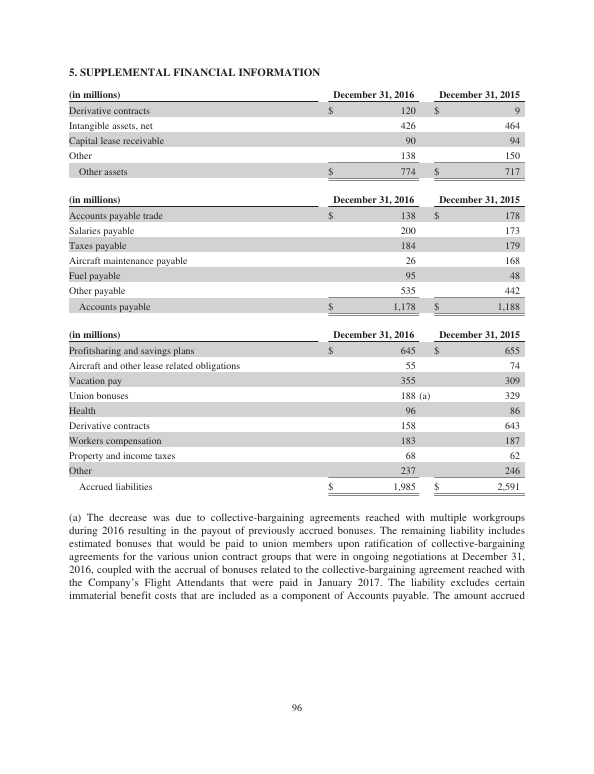 5. SUPPLEMENTAL FINANCIAL INFORMATION
(in millions) December 31, 2016 December 31, 2015
Derivative contracts $ 120 $ 9
Intangible assets, net 426 464
Capital lease receivable 90 94
Other 138 150
Other assets $ 774 $ 717
(in millions) December 31, 2016 December 31, 2015
Accounts payable trade $ 138 $ 178
Salaries payable 200 173
Taxes payable 184 179
Aircraft maintenance payable 26 168
Fuel payable 95 48
Other payable 535 442
Accounts payable $ 1,178 $ 1,188
(in millions) December 31, 2016 December 31, 2015
Profitsharing and savings plans $ 645 $ 655
Aircraft and other lease related obligations 55 74
Vacation pay 355 309
Union bonuses 188 (a) 329
Health 96 86
Derivative contracts 158 643
Workers compensation 183 187
Property and income taxes 68 62
Other 237 246
Accrued liabilities $ 1,985 $ 2,591
(a) The decrease was due to collective-bargaining agreements reached with multiple workgroups
during 2016 resulting in the payout of previously accrued bonuses. The remaining liability includes
estimated bonuses that would be paid to union members upon ratification of collective-bargaining
agreements for the various union contract groups that were in ongoing negotiations at December 31,
2016, coupled with the accrual of bonuses related to the collective-bargaining agreement reached with
the Company's Flight Attendants that were paid in January 2017. The liability excludes certain
immaterial benefit costs that are included as a component of Accounts payable. The amount accrued
96